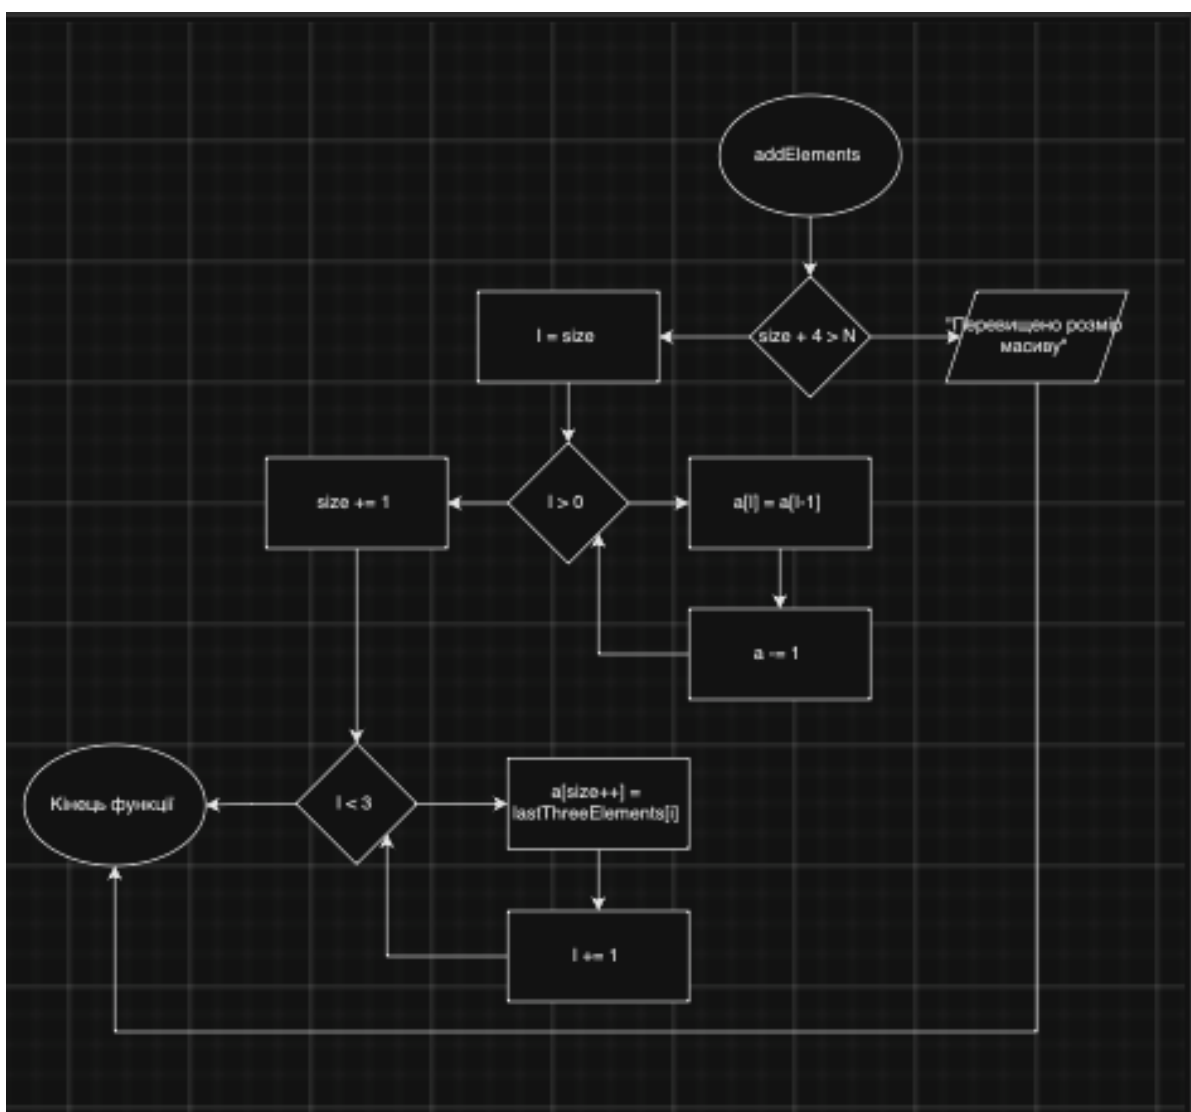 addElements
I = size
size + 4 > N
"Перевищено розмір
масиву"
size += 1
I > 0
a[I] = a[I-1]
a -= 1
Кінець функції
I < 3
a[size++] =
lastThreeElements[i]
I += 1